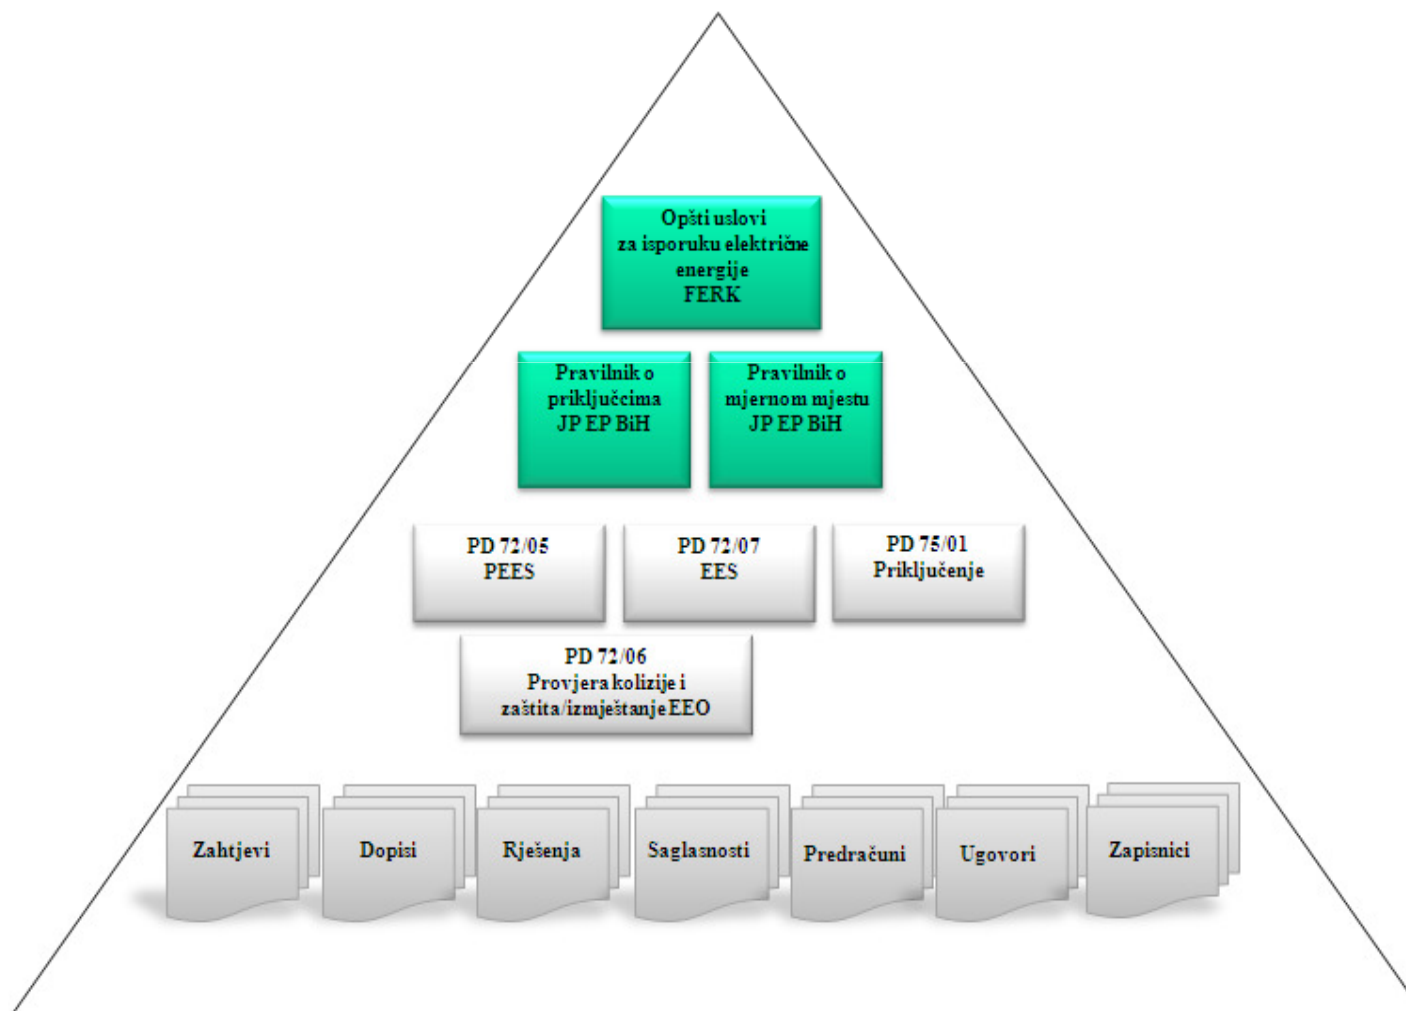 Opšti uslovi
za isporuku električne
energije
FERK
Pravilnik o
priključcima
JP EP BiH
Pravilnik o
mjernom mjestu
JP EP BiH
PD 72/05
PEES
PD 72/07
EES
PD 75/01
Priključenje
PD 72/06
Provjera kolizije i
zaštita/izmještanje EEO
Zahtjevi
Dopisi
Rješenja
Saglasnosti
Predračuni
Ugovori
Zapisnici